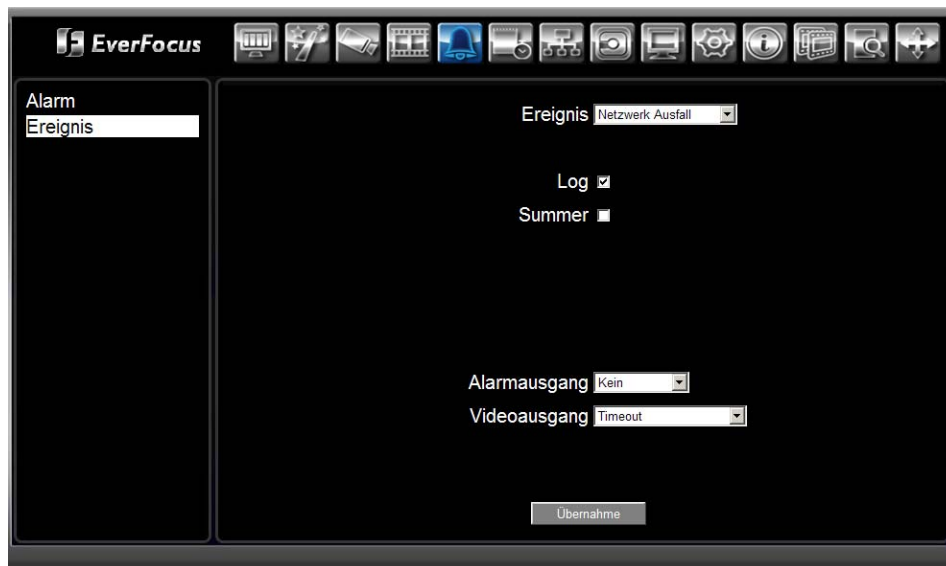 EverFocus
Alarm
Ereignis
Ereignis Netzwerk Ausfall
Log
Summer
Alarmausgang Kein
Videoausgang Timeout
Übernahme